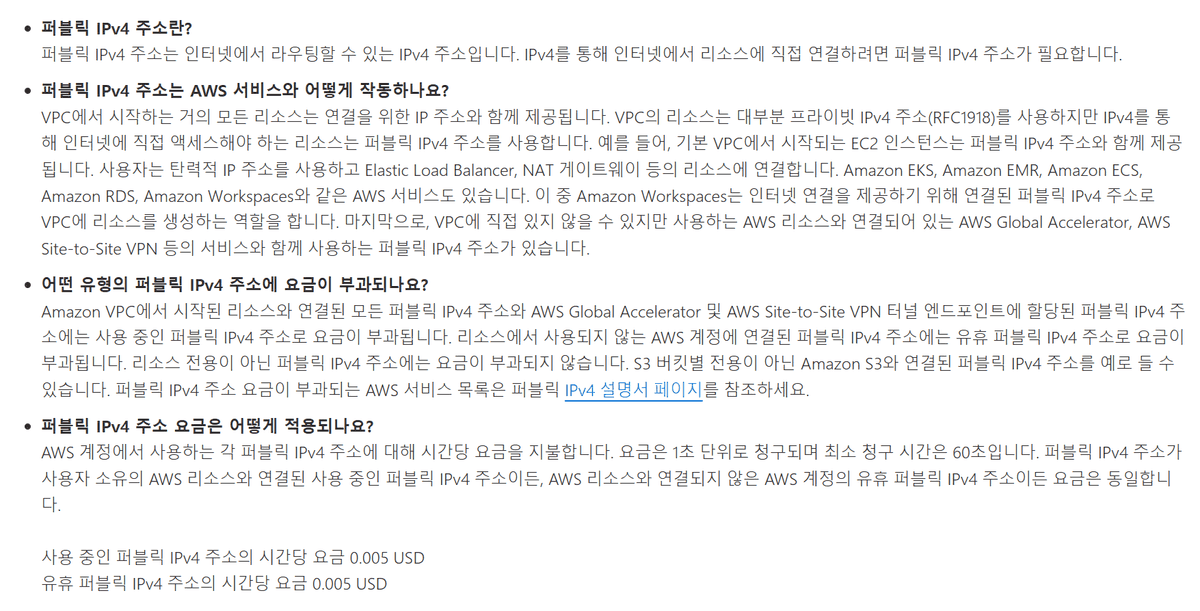 • 퍼블릭 IPv4 주소란?
퍼블릭 IPv4 주소는 인터넷에서 라우팅할 수 있는 IPv4 주소입니다. IPv4를 통해 인터넷에서 리소스에 직접 연결하려면 퍼블릭 IPv4 주소가 필요합니다.
• 퍼블릭 IPv4 주소는 AWS 서비스와 어떻게 작동하나요?
VPC에서 시작하는 거의 모든 리소스는 연결을 위한 IP 주소와 함께 제공됩니다. VPC의 리소스는 대부분 프라이빗 IPv4 주소(RFC1918)를 사용하지만 IPv4를 통
해 인터넷에 직접 액세스해야 하는 리소스는 퍼블릭 IPv4 주소를 사용합니다. 예를 들어, 기본 VPC에서 시작되는 EC2 인스턴스는 퍼블릭 IPv4 주소와 함께 제공
됩니다. 사용자는 탄력적 IP 주소를 사용하고 Elastic Load Balancer, NAT 게이트웨이 등의 리소스에 연결합니다. Amazon EKS, Amazon EMR, Amazon ECS,
Amazon RDS, Amazon Workspaces와 같은 AWS 서비스도 있습니다. 이 중 Amazon Workspaces는 인터넷 연결을 제공하기 위해 연결된 퍼블릭 IPv4 주소로
VPC에 리소스를 생성하는 역할을 합니다. 마지막으로, VPC에 직접 있지 않을 수 있지만 사용하는 AWS 리소스와 연결되어 있는 AWS Global Accelerator, AWS
Site-to-Site VPN 등의 서비스와 함께 사용하는 퍼블릭 IPv4 주소가 있습니다.
• 어떤 유형의 퍼블릭 IPv4 주소에 요금이 부과되나요?
Amazon VPC에서 시작된 리소스와 연결된 모든 퍼블릭 IPv4 주소와 AWS Global Accelerator 및 AWS Site-to-Site VPN 터널 엔드포인트에 할당된 퍼블릭 IPv4 주
소에는 사용 중인 퍼블릭 IPv4 주소로 요금이 부과됩니다. 리소스에서 사용되지 않는 AWS 계정에 연결된 퍼블릭 IPv4 주소에는 유휴 퍼블릭 IPv4 주소로 요금이
부과됩니다. 리소스 전용이 아닌 퍼블릭 IPv4 주소에는 요금이 부과되지 않습니다. S3 버킷별 전용이 아닌 Amazon S3와 연결된 퍼블릭 IPv4 주소를 예로 들 수
있습니다. 퍼블릭 IPv4 주소 요금이 부과되는 AWS 서비스 목록은 퍼블릭 IPv4 설명서 페이지를 참조하세요.
• 퍼블릭 IPv4 주소 요금은 어떻게 적용되나요?
AWS 계정에서 사용하는 각 퍼블릭 IPv4 주소에 대해 시간당 요금을 지불합니다. 요금은 1초 단위로 청구되며 최소 청구 시간은 60초입니다. 퍼블릭 IPv4 주소가
사용자 소유의 AWS 리소스와 연결된 사용 중인 퍼블릭 IPv4 주소이든, AWS 리소스와 연결되지 않은 AWS 계정의 유휴 퍼블릭 IPv4 주소이든 요금은 동일합니
다.
사용 중인 퍼블릭 IPv4 주소의 시간당 요금 0.005 USD
유휴 퍼블릭 IPv4 주소의 시간당 요금 0.005 USD